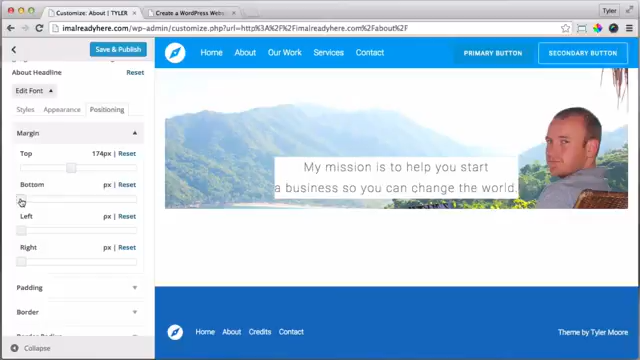 Customize: About | TYLER
Create a WordPress Website
Tyler
imalreadyhere.com/wp-admin/customize.php?url=http%3A%2F%2Fimalreadyhere.com%2Fabout%2F
Save & Publish
Home
About
Our Work
Services
Contact
PRIMARY BUTTON
SECONDARY BUTTON
About Headline
Reset
Edit Font
Styles
Appearance
Positioning
Margin
Top
174px | Reset
Bottom
px | Reset
Left
px | Reset
Right
px | Reset
Padding
Border
Collapse
My mission is to help you start
a business so you can change the world.
Home
About
Credits
Contact
Theme by Tyler Moore